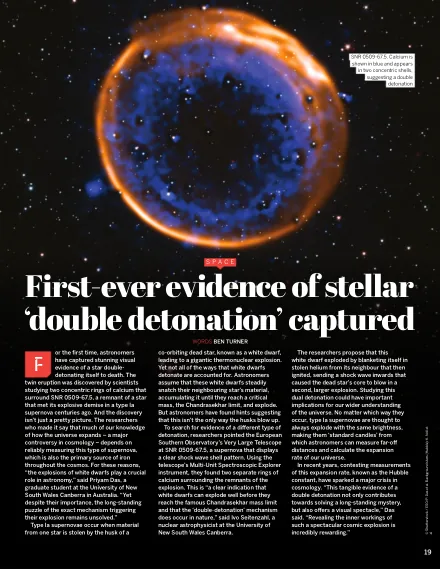 SNR 0509-67.5. Calcium is
shown in blue and appears
in two concentric shells,
suggesting a double
detonation
SPACE
First-ever evidence of stellar
‘double detonation’ captured
WORDS BEN TURNER
For the first time, astronomers
have captured stunning visual
evidence of a star double-
detonating itself to death. The
twin eruption was discovered by scientists
studying two concentric rings of calcium that
surround SNR 0509-67.5, a remnant of a star
that met its explosive demise in a type Ia
supernova centuries ago. And the discovery
isn't just a pretty picture. The researchers
who made it say that much of our knowledge
of how the universe expands – a major
controversy in cosmology – depends on
reliably measuring this type of supernova,
which is also the primary source of iron
throughout the cosmos. For these reasons,
“the explosions of white dwarfs play a crucial
role in astronomy,” said Priyam Das, a
graduate student at the University of New
South Wales Canberra in Australia. “Yet
despite their importance, the long-standing
puzzle of the exact mechanism triggering
their explosion remains unsolved.”
Type Ia supernovae occur when material
from one star is stolen by the husk of a
co-orbiting dead star, known as a white dwarf,
leading to a gigantic thermonuclear explosion.
Yet not all of the ways that white dwarfs
detonate are accounted for. Astronomers
assume that these white dwarfs steadily
snatch their neighbouring star's material,
accumulating it until they reach a critical
mass, the Chandrasekhar limit, and explode.
But astronomers have found hints suggesting
that this isn't the only way the husks blow up.
To search for evidence of a different type of
detonation, researchers pointed the European
Southern Observatory's Very Large Telescope
at SNR 0509-67.5, a supernova that displays
a clear shock wave shell pattern. Using the
telescope's Multi-Unit Spectroscopic Explorer
instrument, they found two separate rings of
calcium surrounding the remnants of the
explosion. “This is a clear indication that
white dwarfs can explode well before they
reach the famous Chandrasekhar mass limit
and that the ‘double-detonation’ mechanism
does occur in nature,” said Ivo Seitenzahl, a
nuclear astrophysicist at the University of
New South Wales Canberra.
The researchers propose that this
white dwarf exploded by blanketing itself in
stolen helium from its neighbour that then
ignited, sending a shock wave inwards that
caused the dead star's core to blow in a
second, larger explosion. Studying this
dual detonation could have important
implications for our wider understanding
of the universe. No matter which way they
occur, type Ia supernovae are thought to
always explode with the same brightness,
making them ‘standard candles’ from
which astronomers can measure far-off
distances and calculate the expansion
rate of our universe.
In recent years, contesting measurements
of this expansion rate, known as the Hubble
constant, have sparked a major crisis in
cosmology. “This tangible evidence of a
double detonation not only contributes
towards solving a long-standing mystery,
but also offers a visual spectacle,” Das
said. “Revealing the inner workings of
such a spectacular cosmic explosion is
incredibly rewarding.”
19